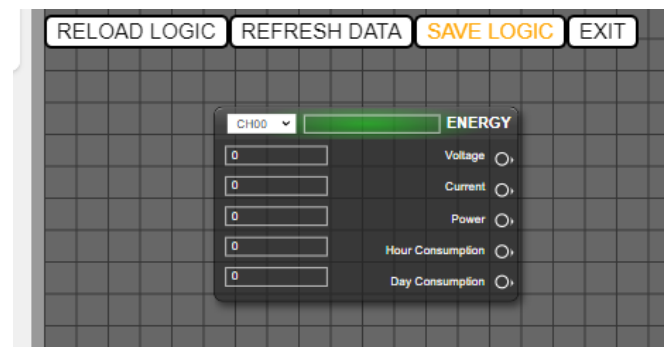 RELOAD LOGIC REFRESH DATA SAVE LOGIC EXIT
CH00 ENERGY
0 Voltage
0 Current
0 Power
0 Hour Consumption
0 Day Consumption